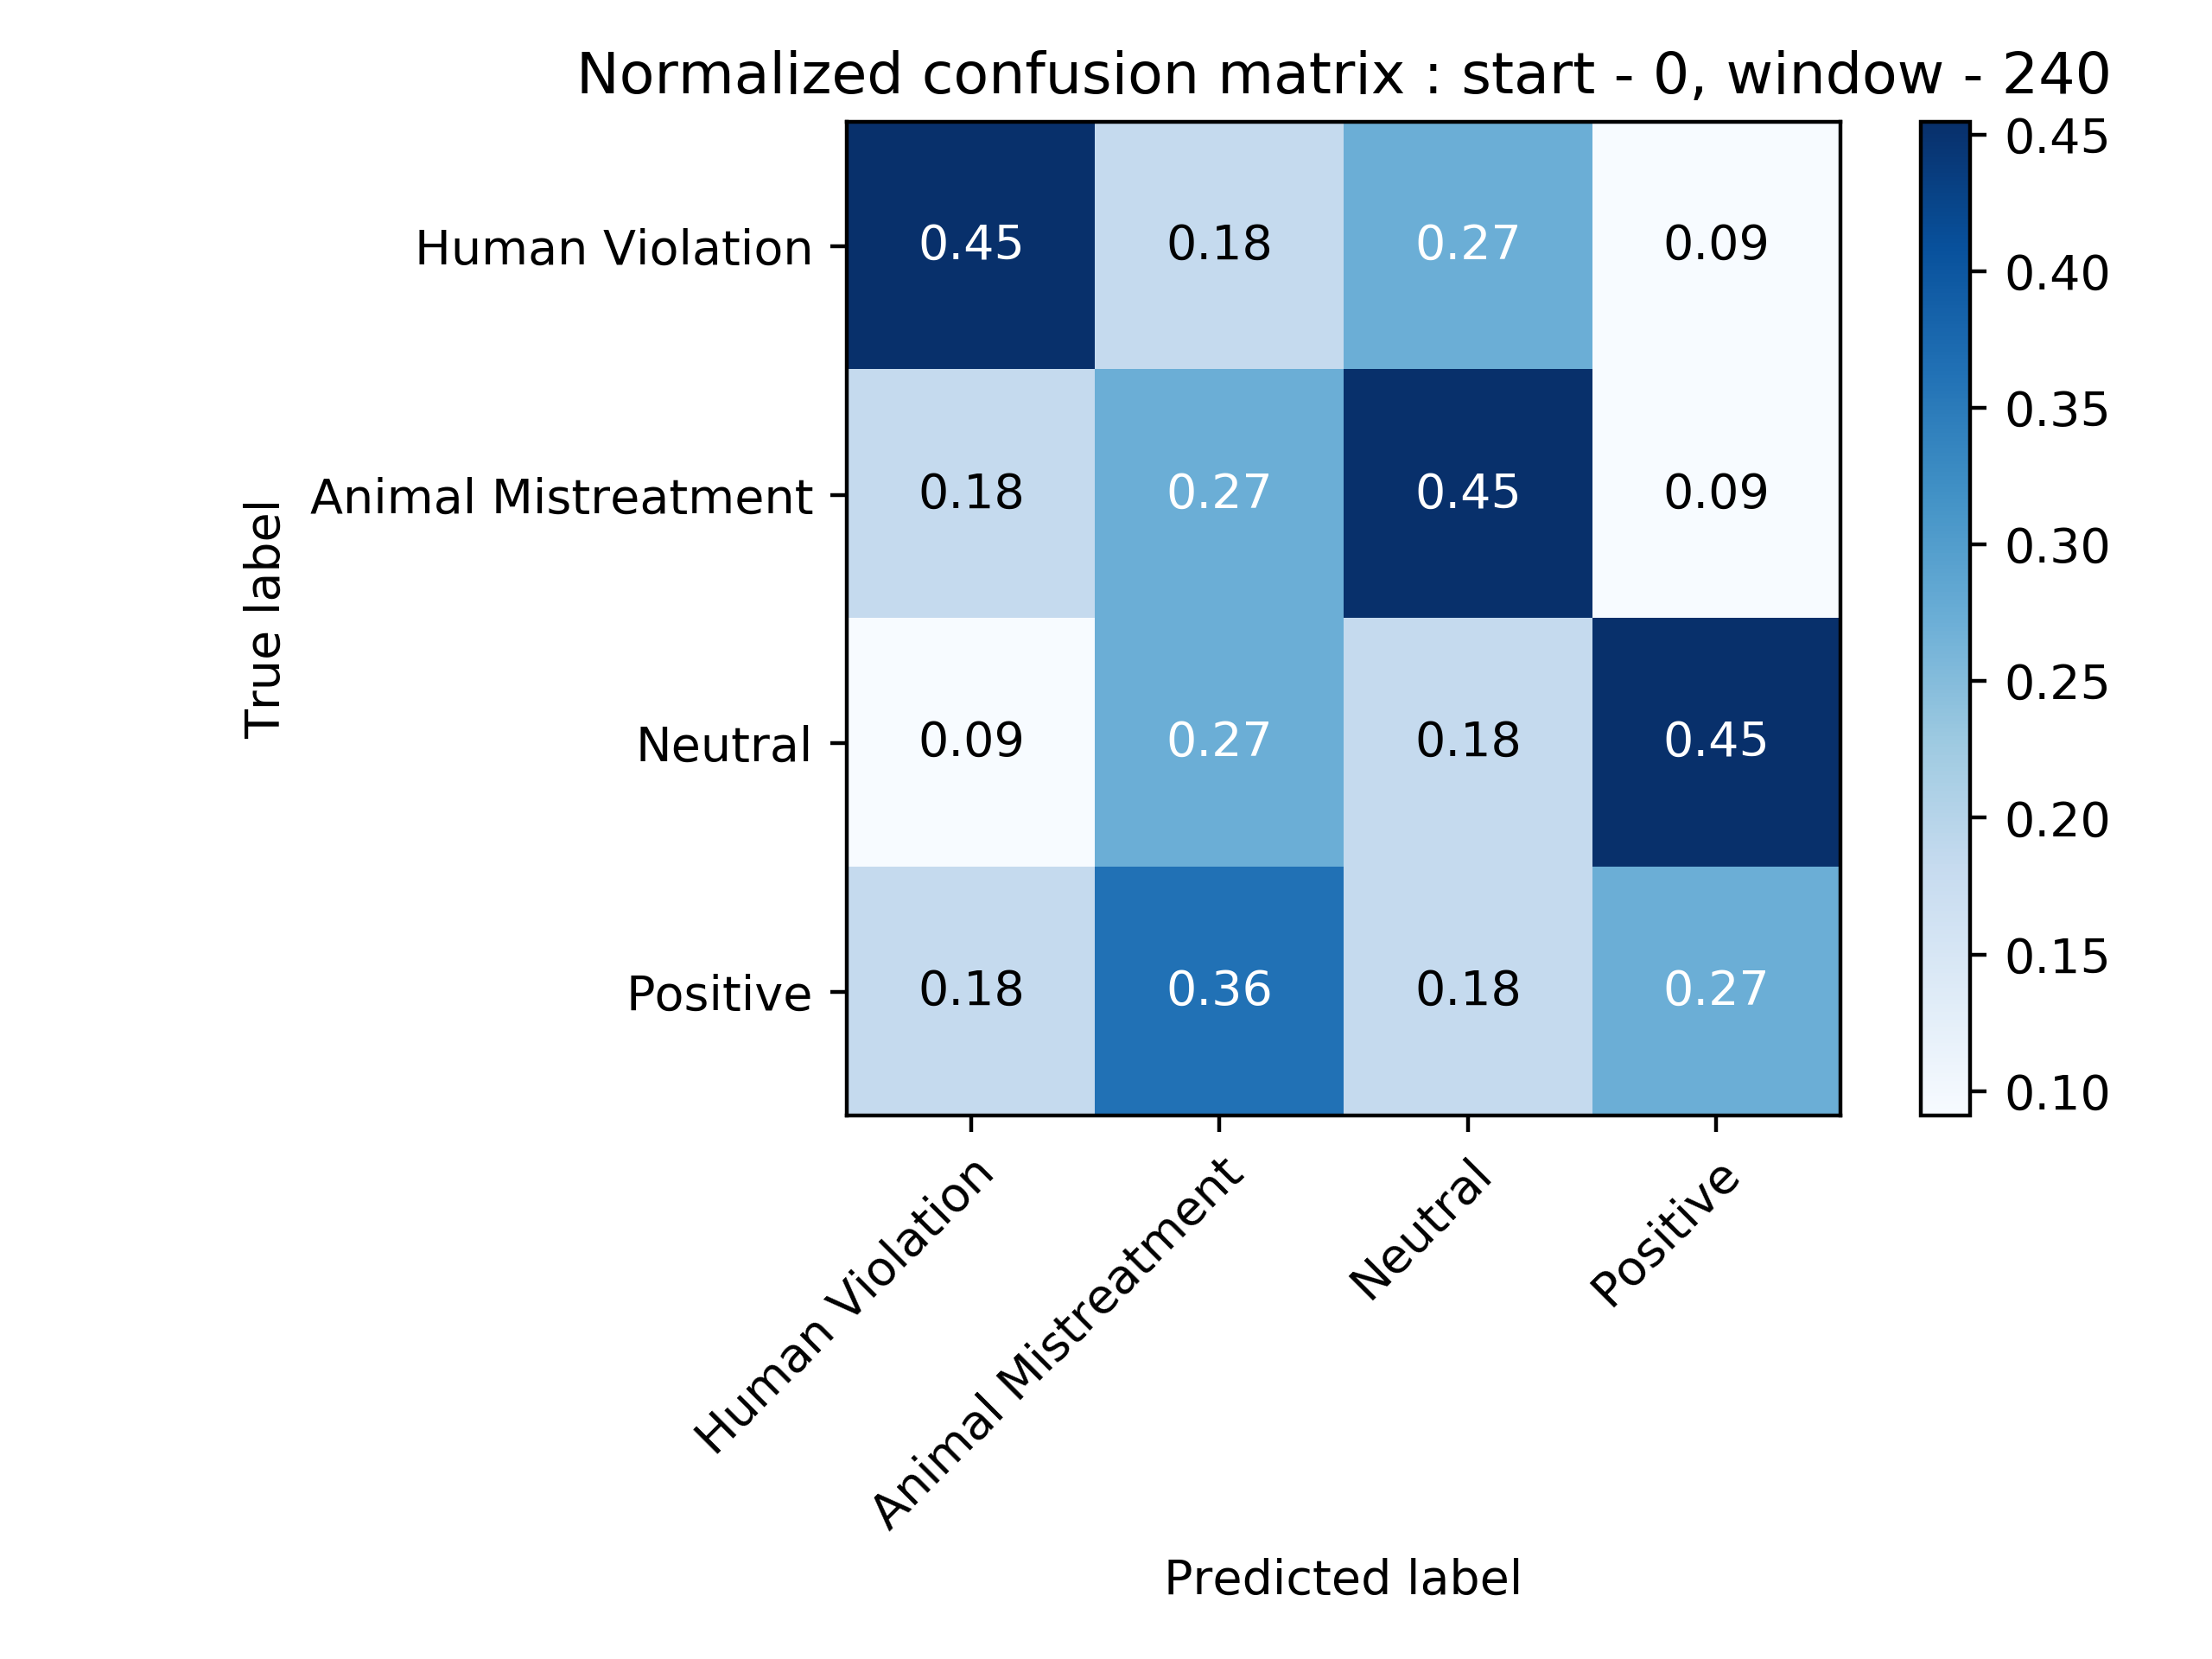 Normalized confusion matrix : start - 0, window - 240
True label
Human Violation
0.45 0.18 0.27 0.09
Animal Mistreatment
0.18 0.27 0.45 0.09
Neutral
0.09 0.27 0.18 0.45
Positive
0.18 0.36 0.18 0.27
Human Violation
Animal Mistreatment
Neutral
Positive
Predicted label
0.45
0.40
0.35
0.30
0.25
0.20
0.15
0.10